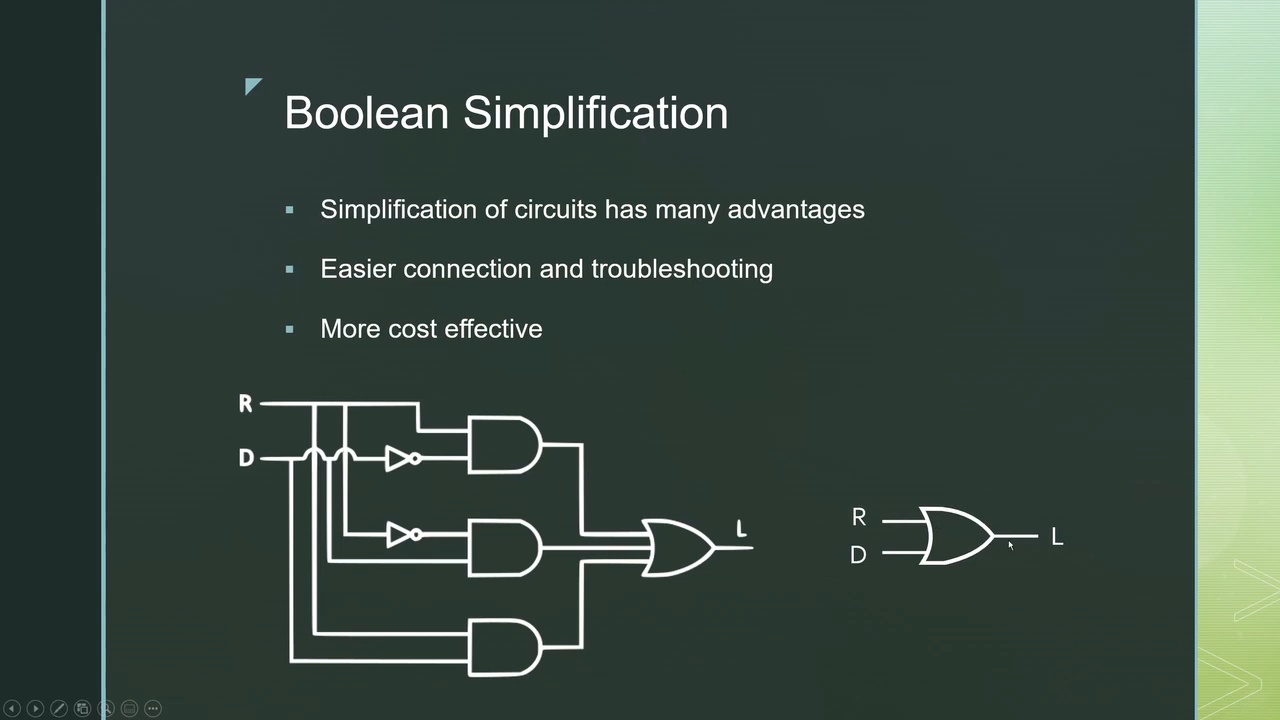 Boolean Simplification
Simplification of circuits has many advantages
Easier connection and troubleshooting
More cost effective
R
D
L
R
D
L